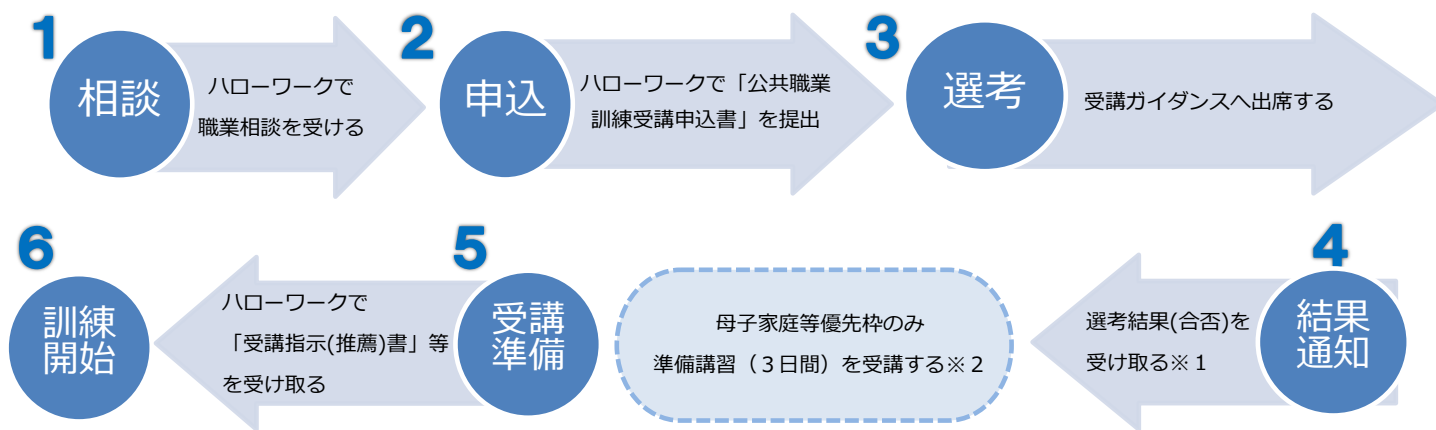 1
相談
ハローワークで
職業相談を受ける
2
申込
ハローワークで「公共職業
訓練受講申込書」を提出
3
選考
受講ガイダンスへ出席する
4
結果
通知
選考結果(合否)を
受け取る※1
母子家庭等優先枠のみ
準備講習（３日間）を受講する※２
5
受講
準備
ハローワークで
「受講指示(推薦)書」等
を受け取る
6
訓練
開始